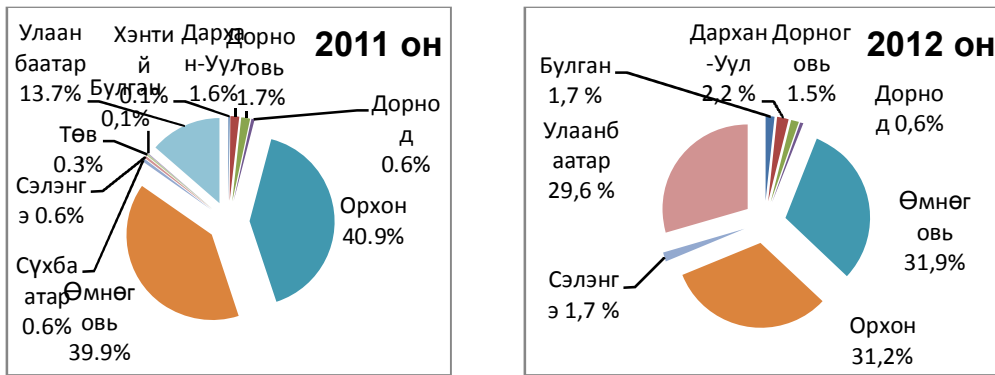 2011 он
Улаан
баатар
13.7%
Хэнти
й
0.1%
Дарха
н-Уул
1.6%
Дорно
говь
1.7%
Дорно
д
0.6%
Булган
0,1%
Төв
0.3%
Сэлэнг
э 0.6%
Сүхба
атар
0.6%
Өмнөг
овь
39.9%
Орхон
40.9%
2012 он
Булган
1,7 %
Дархан
-Уул
2,2 %
Дорног
овь
1.5%
Дорно
д 0,6%
Улаанб
аатар
29,6 %
Өмнөг
овь
31,9%
Сэлэнг
э 1,7 %
Орхон
31,2%